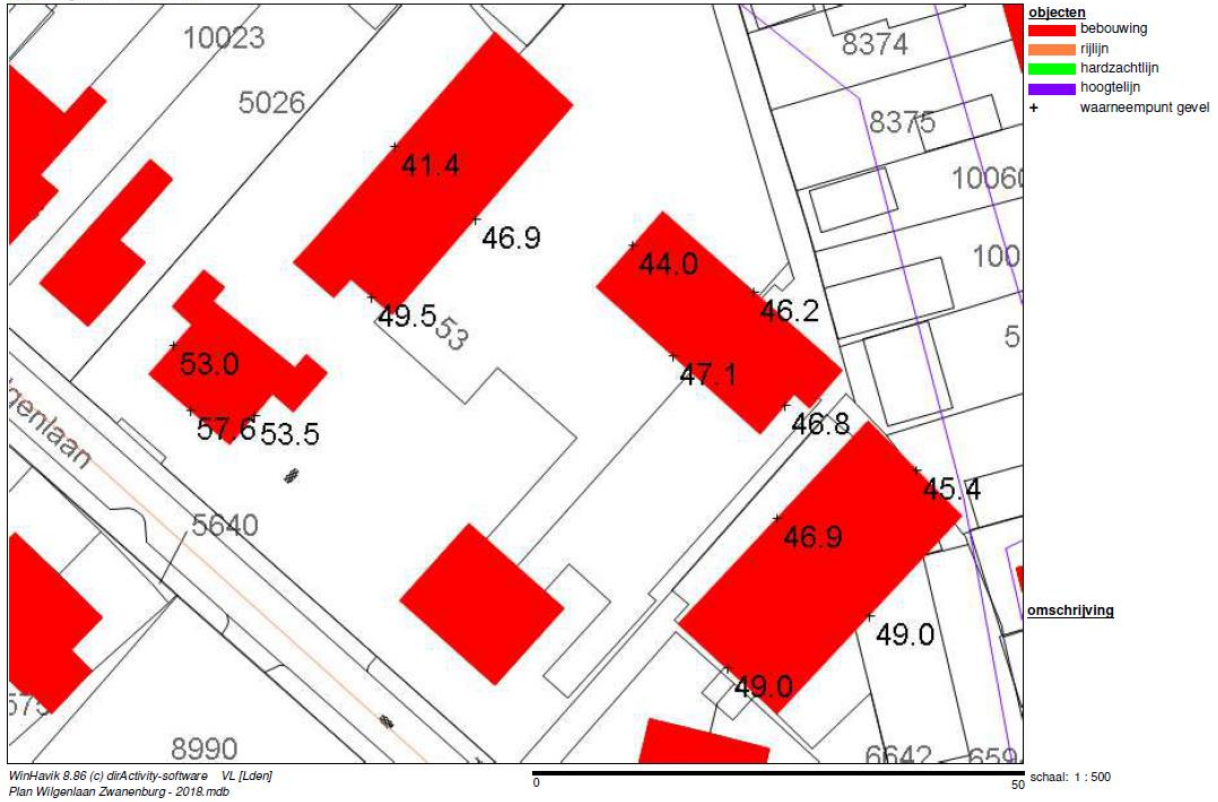 objecten
bebouwing
rijlijn
hardzachtlijn
hoogtelijn
+ waarneempunt gevel
10023
5026
8374
8375
41.4
46.9
44.0
46.2
49.5
53
53.0
47.1
57.6
53.5
46.8
45.4
5640
46.9
49.0
49.0
8990
6642
omschrijving
WinHavik 8.86 (c) dirActivity-software VL [Lden]
Plan Wilgenlaan Zwanenburg - 2018.mdb
0
50
schaal: 1 : 500